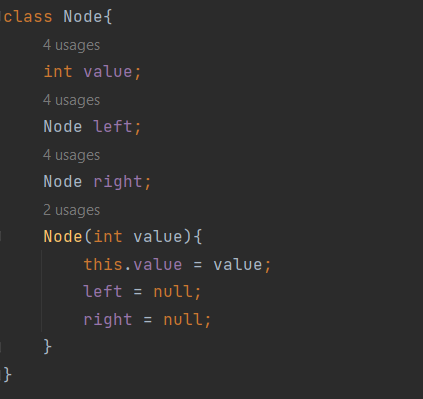 class Node{
4 usages
int value;
4 usages
Node left;
4 usages
Node right;
2 usages
Node(int value){
this.value = value;
left = null;
right = null;
}
}